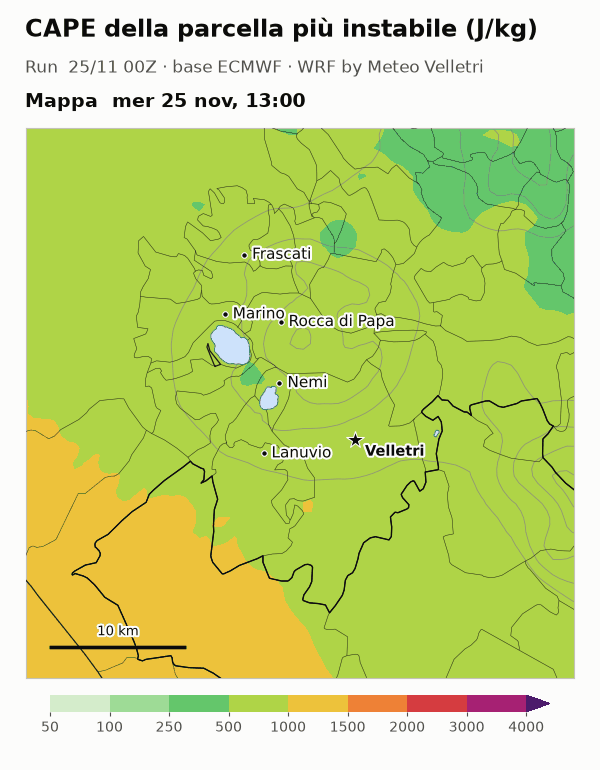 CAPE della parcella più instabile (J/kg)
Run  25/11 00Z · base ECMWF · WRF by Meteo Velletri
Mappa  mer 25 nov, 13:00
Frascati
Marino
Rocca di Papa
Nemi
Lanuvio
Velletri
10 km
50 100 250 500 1000 1500 2000 3000 4000